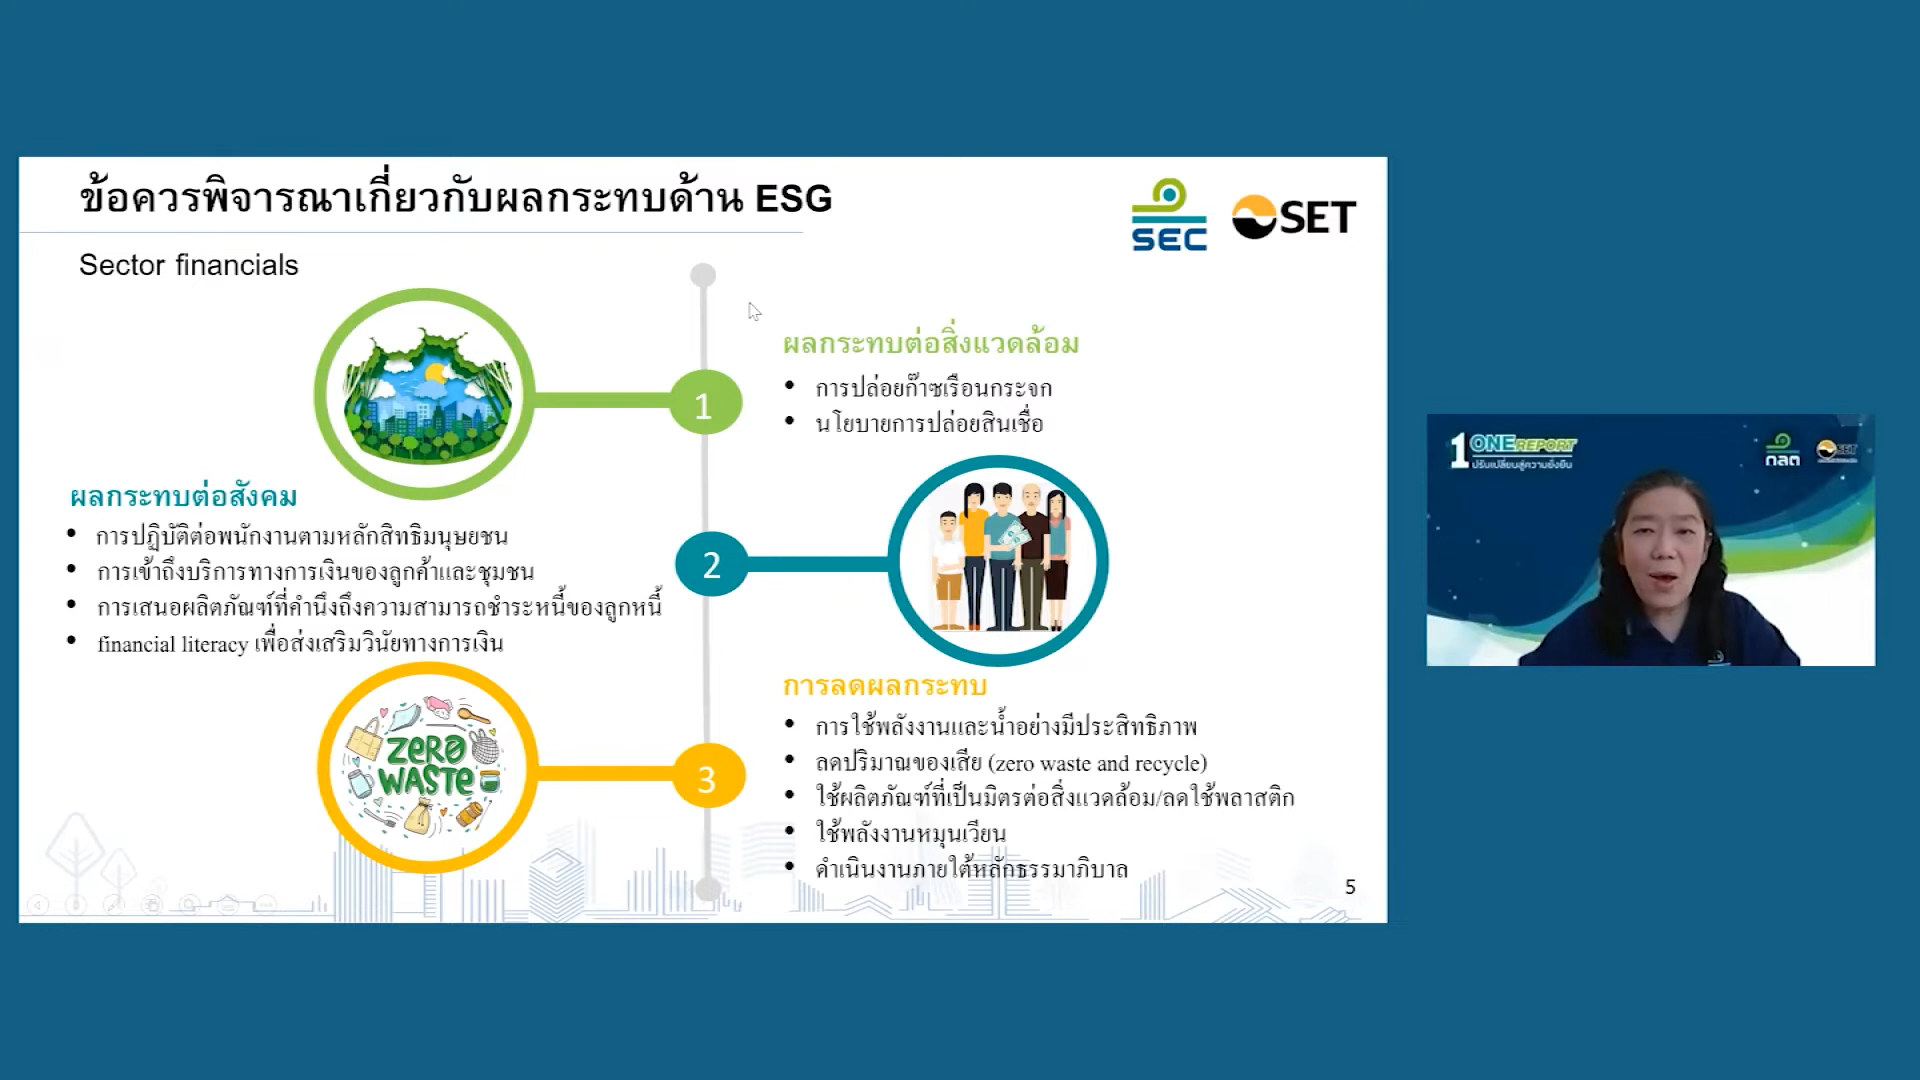 ข้อควรพิจารณาเกี่ยวกับผลกระทบด้าน ESG
SEC
SET
Sector financials
1
ผลกระทบต่อสิ่งแวดล้อม
• การปล่อยก๊าซเรือนกระจก
• นโยบายการปล่อยสินเชื่อ
2
ผลกระทบต่อสังคม
• การปฏิบัติต่อพนักงานตามหลักสิทธิมนุษยชน
• การเข้าถึงบริการทางการเงินของลูกค้าและชุมชน
• การเสนอผลิตภัณฑ์ที่คำนึงถึงความสามารถชำระหนี้ของลูกหนี้
• financial literacy เพื่อส่งเสริมวินัยทางการเงิน
ZERO
WASTE
3
การลดผลกระทบ
• การใช้พลังงานและน้ำอย่างมีประสิทธิภาพ
• ลดปริมาณของเสีย (zero waste and recycle)
• ใช้ผลิตภัณฑ์ที่เป็นมิตรต่อสิ่งแวดล้อม/ลดใช้พลาสติก
• ใช้พลังงานหมุนเวียน
• ดำเนินงานภายใต้หลักธรรมาภิบาล
5
1 ONE REPORT
ปรับเปลี่ยนสู่ความยั่งยืน
กลต
SET